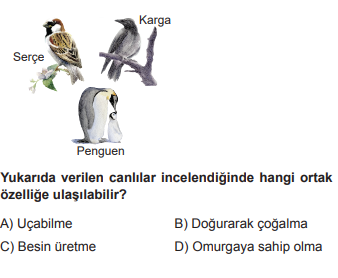 Karga
Serçe
Penguen
Yukarıda verilen canlılar incelendiğinde hangi ortak
özelliğe ulaşılabilir?
A) Uçabilme B) Doğurarak çoğalma
C) Besin üretme D) Omurgaya sahip olma